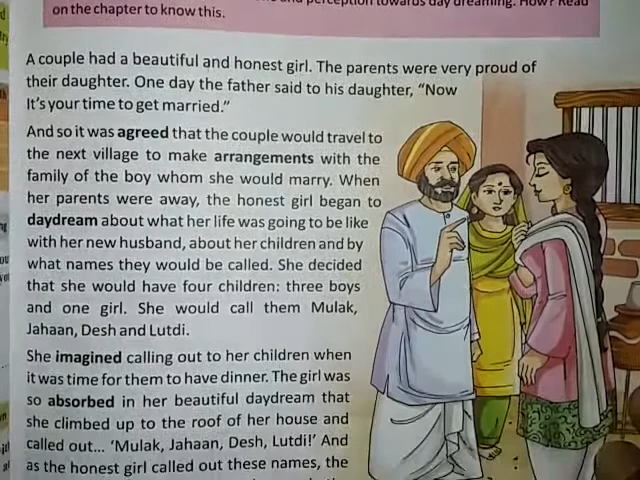 and perception towards day dreaming. How? Read
on the chapter to know this.
A couple had a beautiful and honest girl. The parents were very proud of
their daughter. One day the father said to his daughter, "Now
It's your time to get married."
And so it was agreed that the couple would travel to
the next village to make arrangements with the
family of the boy whom she would marry. When
her parents were away, the honest girl began to
daydream about what her life was going to be like
with her new husband, about her children and by
what names they would be called. She decided
that she would have four children: three boys
and one girl. She would call them Mulak,
Jahaan, Desh and Lutdi.
She imagined calling out to her children when
it was time for them to have dinner. The girl was
so absorbed in her beautiful daydream that
she climbed up to the roof of her house and
called out... 'Mulak, Jahaan, Desh, Lutdi!' And
as the honest girl called out these names, the